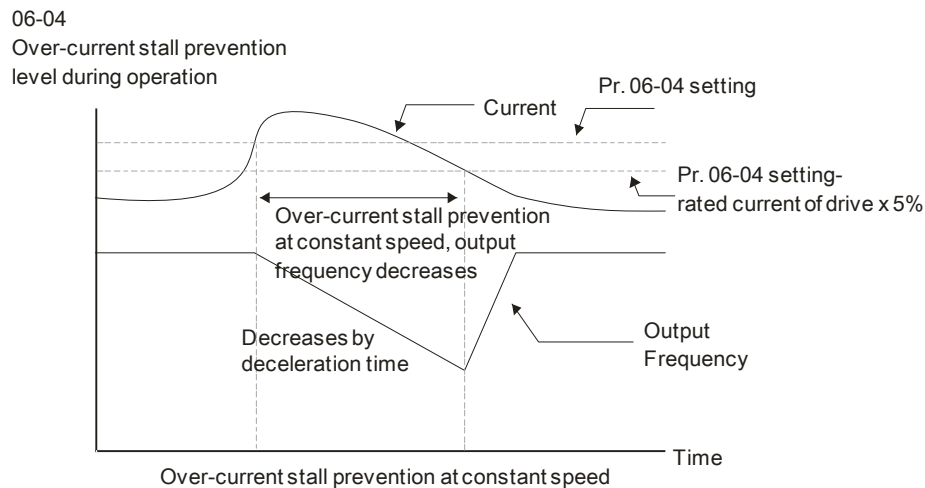 06-04
Over-current stall prevention
level during operation
Pr. 06-04 setting
Current
Pr. 06-04 setting-
rated current of drive x 5%
Over-current stall prevention
at constant speed, output
frequency decreases
Decreases by
deceleration time
Output
Frequency
Time
Over-current stall prevention at constant speed